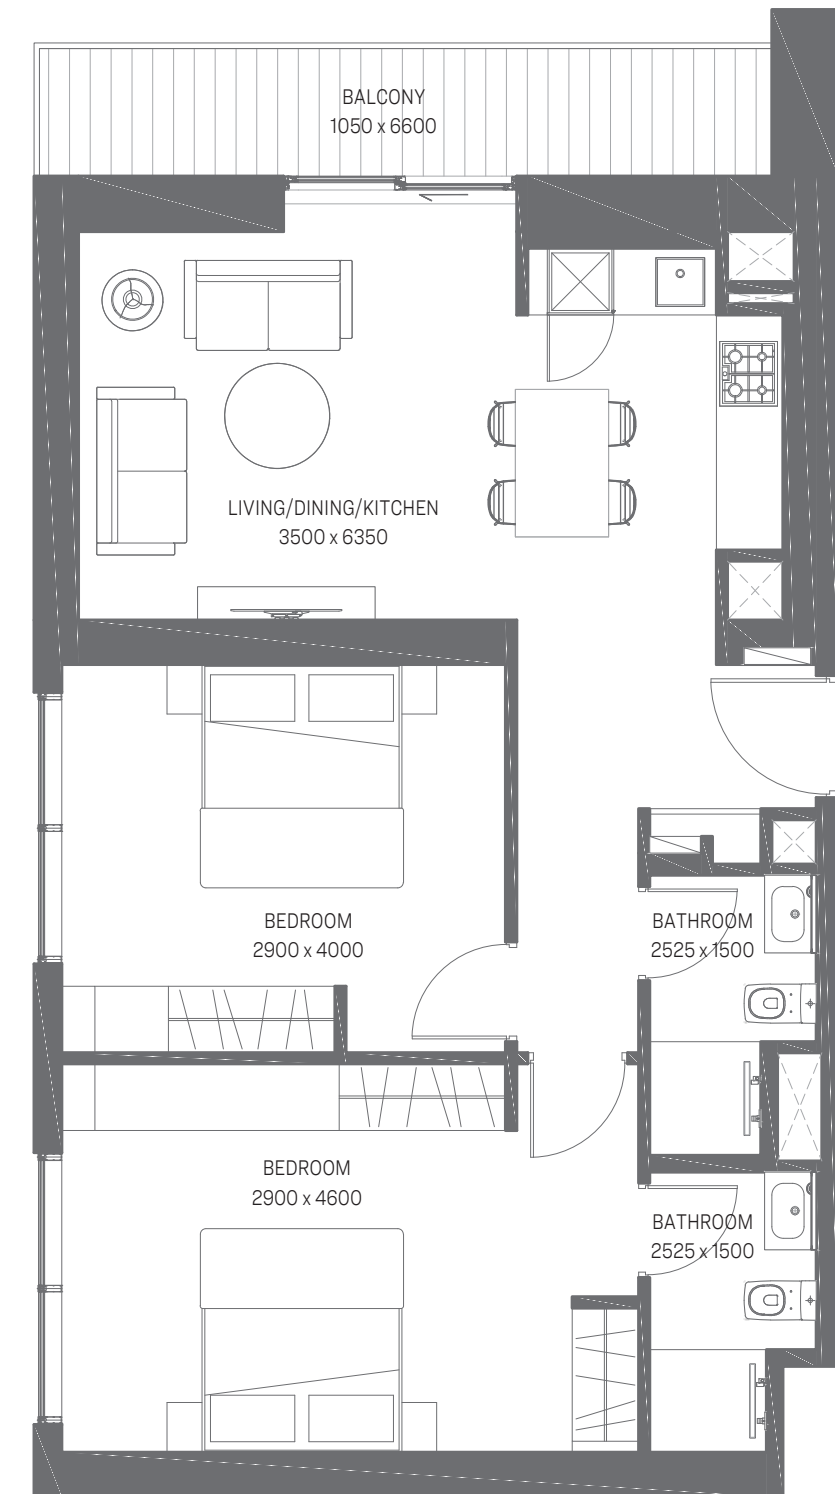 BALCONY
1050 x 6600
LIVING/DINING/KITCHEN
3500 x 6350
BEDROOM
2900 x 4000
BATHROOM
2525 x 1500
BEDROOM
2900 x 4600
BATHROOM
2525 x 1500